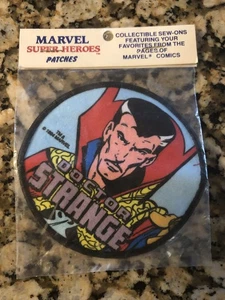 MARVEL
SUPER HEROES
PATCHES
COLLECTIBLE SEW-ONS
FEATURING YOUR
FAVORITES FROM THE
PAGES OF
MARVEL® COMICS
DOCTOR
STRANGE